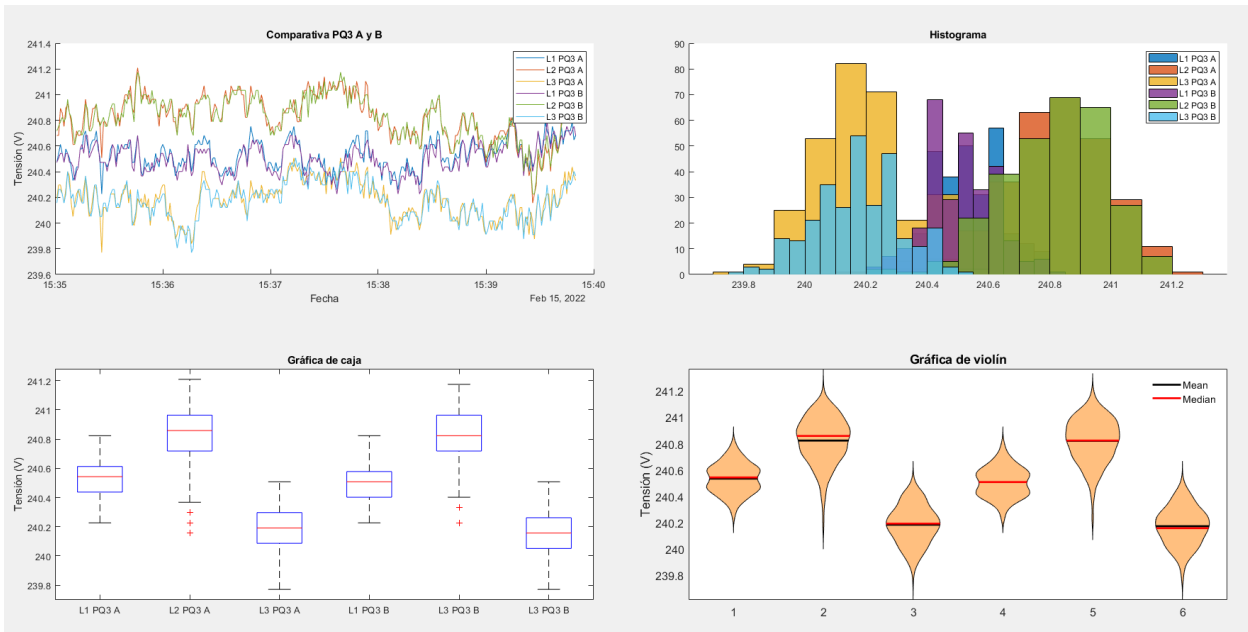 Comparativa PQ3 A y B
241.4
241.2
241
240.8
240.6
240.4
240.2
240
239.8
239.6
Tensión (V)
15:35
15:36
15:37
15:38
15:39
15:40
Fecha
Feb 15, 2022
L1 PQ3 A
L2 PQ3 A
L3 PQ3 A
L1 PQ3 B
L2 PQ3 B
L3 PQ3 B
Histograma
90
80
70
60
50
40
30
20
10
0
239.8
240
240.2
240.4
240.6
240.8
241
241.2
L1 PQ3 A
L2 PQ3 A
L3 PQ3 A
L1 PQ3 B
L2 PQ3 B
L3 PQ3 B
Gráfica de caja
241.2
241
240.8
240.6
240.4
240.2
240
239.8
Tensión (V)
L1 PQ3 A
L2 PQ3 A
L3 PQ3 A
L1 PQ3 B
L3 PQ3 B
L3 PQ3 B
Gráfica de violín
241.2
241
240.8
240.6
240.4
240.2
240
239.8
Tensión (V)
1
2
3
4
5
6
Mean
Median